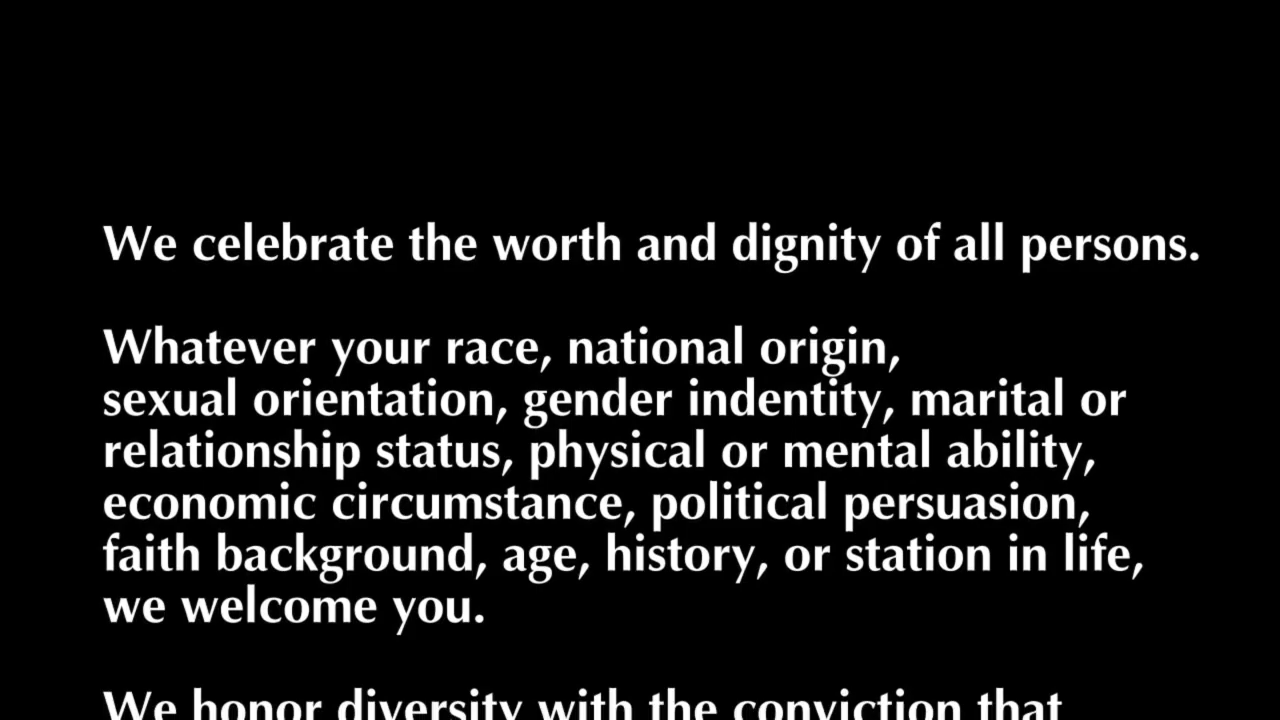 We celebrate the worth and dignity of all persons.
Whatever your race, national origin,
sexual orientation, gender indentity, marital or
relationship status, physical or mental ability,
economic circumstance, political persuasion,
faith background, age, history, or station in life,
we welcome you.
We honor diversity with the conviction that